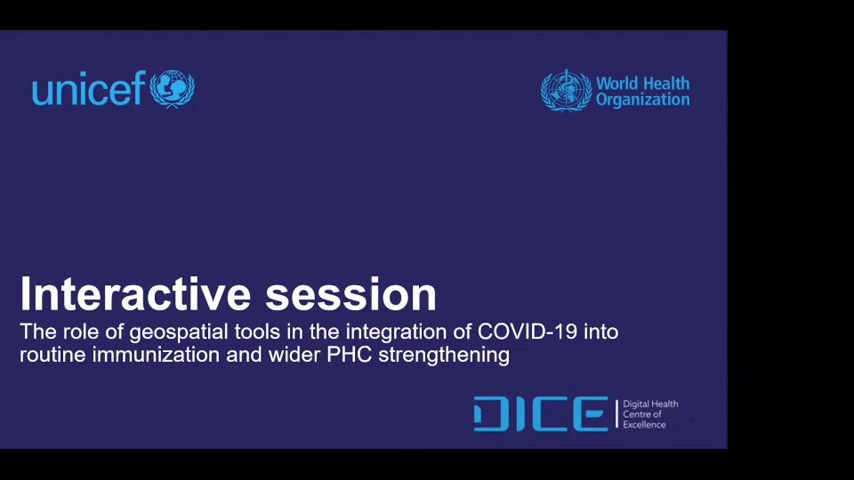 unicef
World Health
Organization
Interactive session
The role of geospatial tools in the integration of COVID-19 into
routine immunization and wider PHC strengthening
DICE
Digital Health
Centre of
Excellence